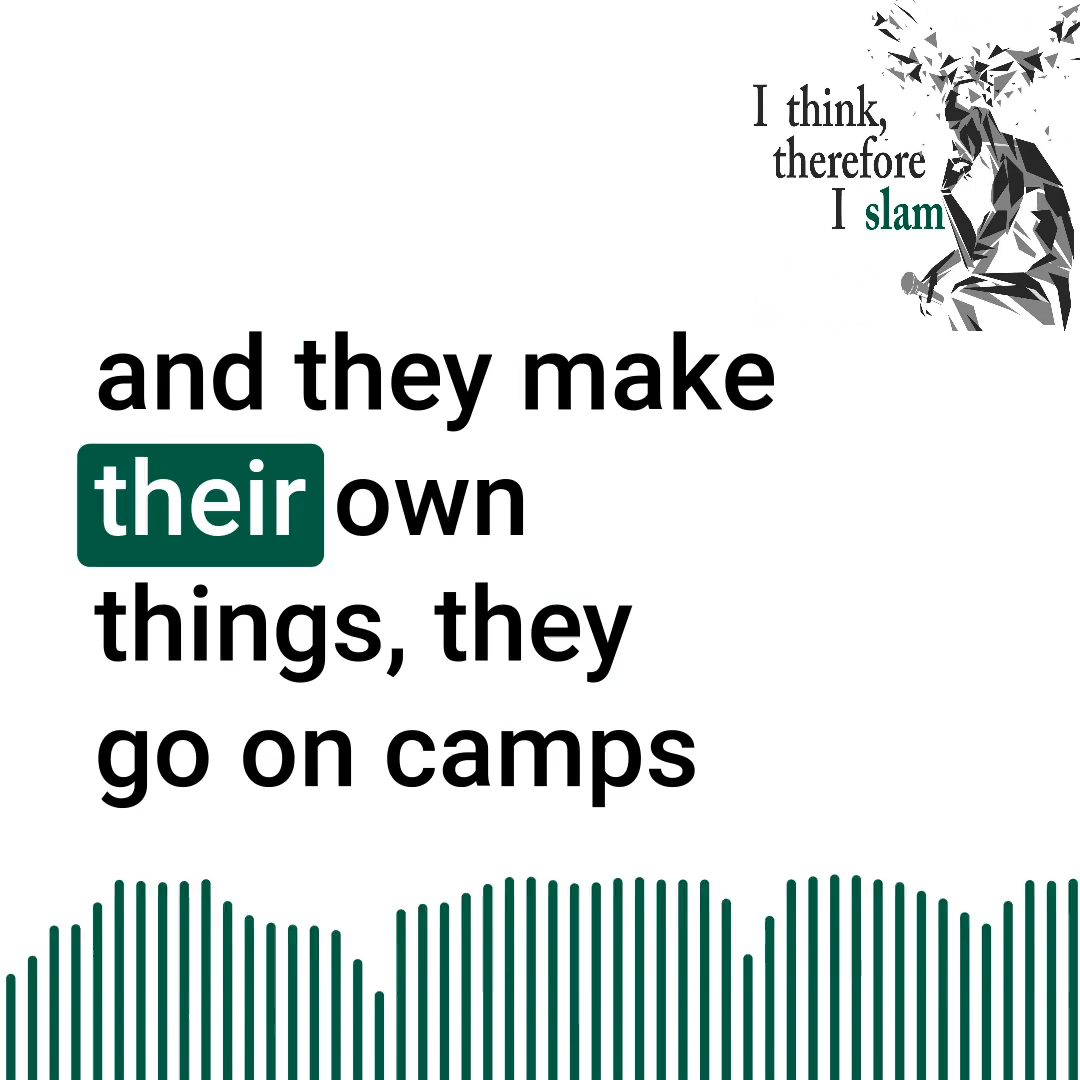 I think,
therefore
I slam
and they make
their own
things, they
go on camps